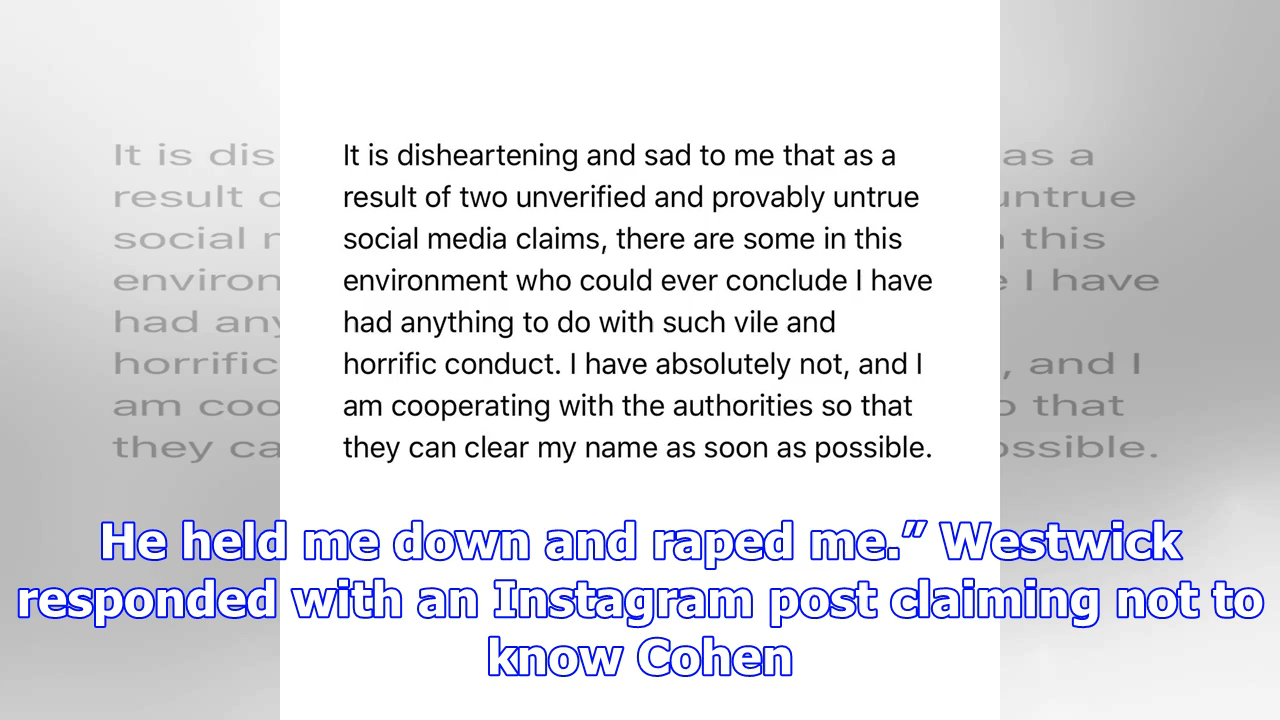 It is disheartening and sad to me that as a
result of two unverified and provably untrue
social media claims, there are some in this
environment who could ever conclude I have
had anything to do with such vile and
horrific conduct. I have absolutely not, and I
am cooperating with the authorities so that
they can clear my name as soon as possible.
He held me down and raped me.” Westwick
responded with an Instagram post claiming not to
know Cohen